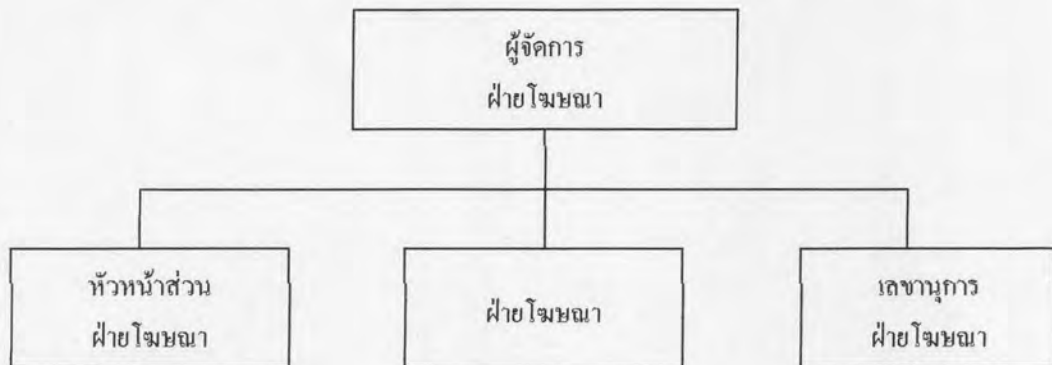 ผู้จัดการ
ฝ่ายโฆษณา
หัวหน้าส่วน
ฝ่ายโฆษณา
ฝ่ายโฆษณา
เลขานุการ
ฝ่ายโฆษณา